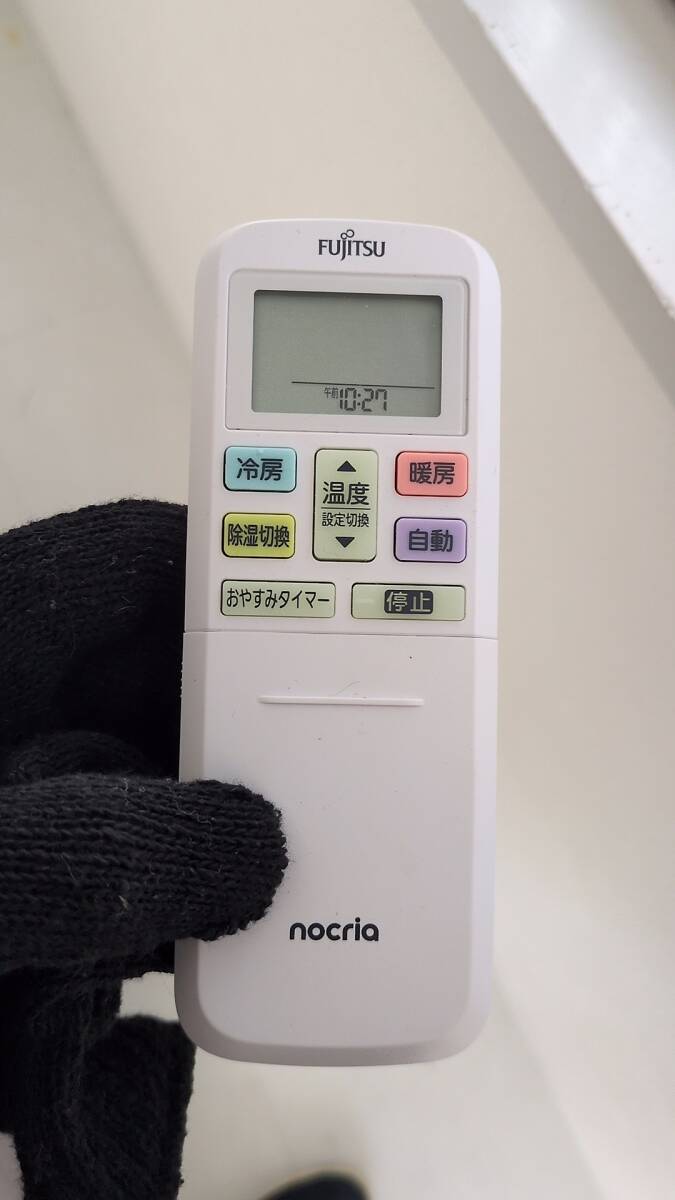 FUJITSU
午前10:27
冷房
▲
温度
設定切換
▼
暖房
除湿切換
自動
おやすみタイマー
停止
nocria